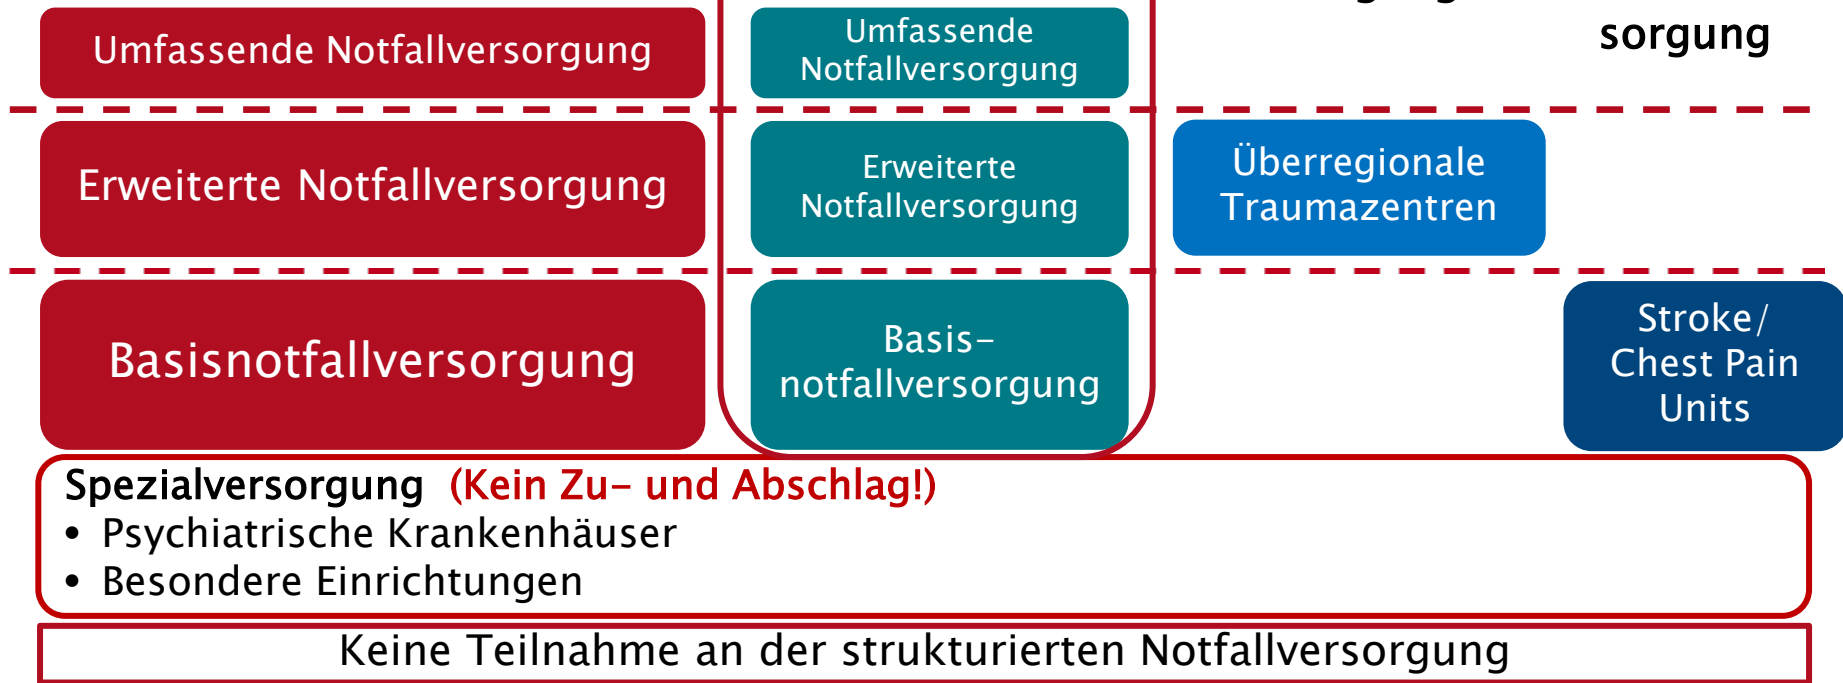 sorgung
Umfassende Notfallversorgung
Umfassende
Notfallversorgung
Erweiterte Notfallversorgung
Erweiterte
Notfallversorgung
Überregionale
Traumazentren
Basisnotfallversorgung
Basis-
notfallversorgung
Stroke/
Chest Pain
Units
Spezialversorgung (Kein Zu- und Abschlag!)
• Psychiatrische Krankenhäuser
• Besondere Einrichtungen
Keine Teilnahme an der strukturierten Notfallversorgung